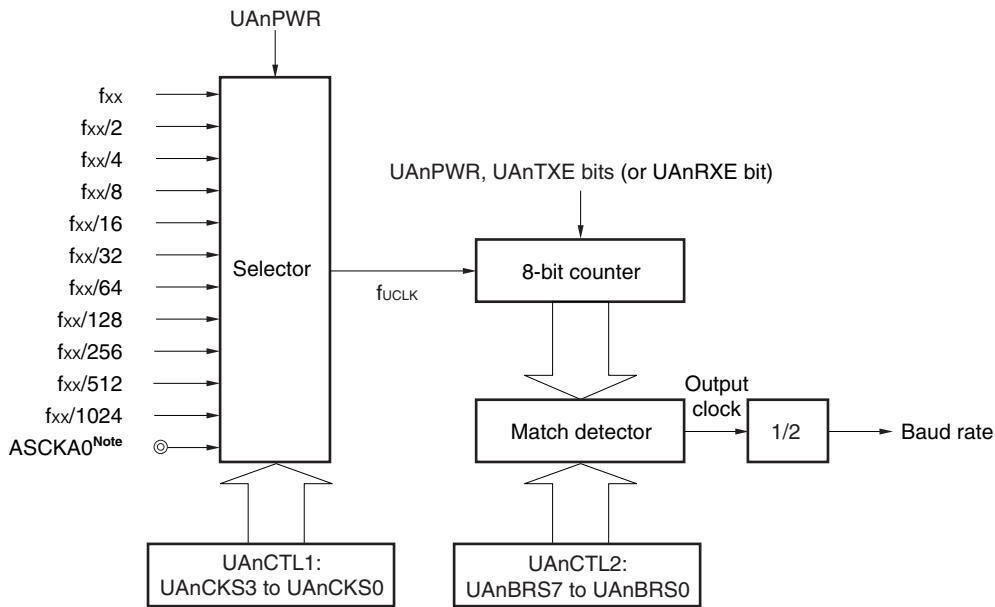 UAnPWR
fxx
fxx/2
fxx/4
fxx/8
fxx/16
fxx/32
fxx/64
fxx/128
fxx/256
fxx/512
fxx/1024
ASCKA0Note
Selector
fUCLK
UAnPWR, UAnTXE bits (or UAnRXE bit)
8-bit counter
Match detector
Output
clock
1/2
Baud rate
UAnCTL1:
UAnCKS3 to UAnCKS0
UAnCTL2:
UAnBRS7 to UAnBRS0